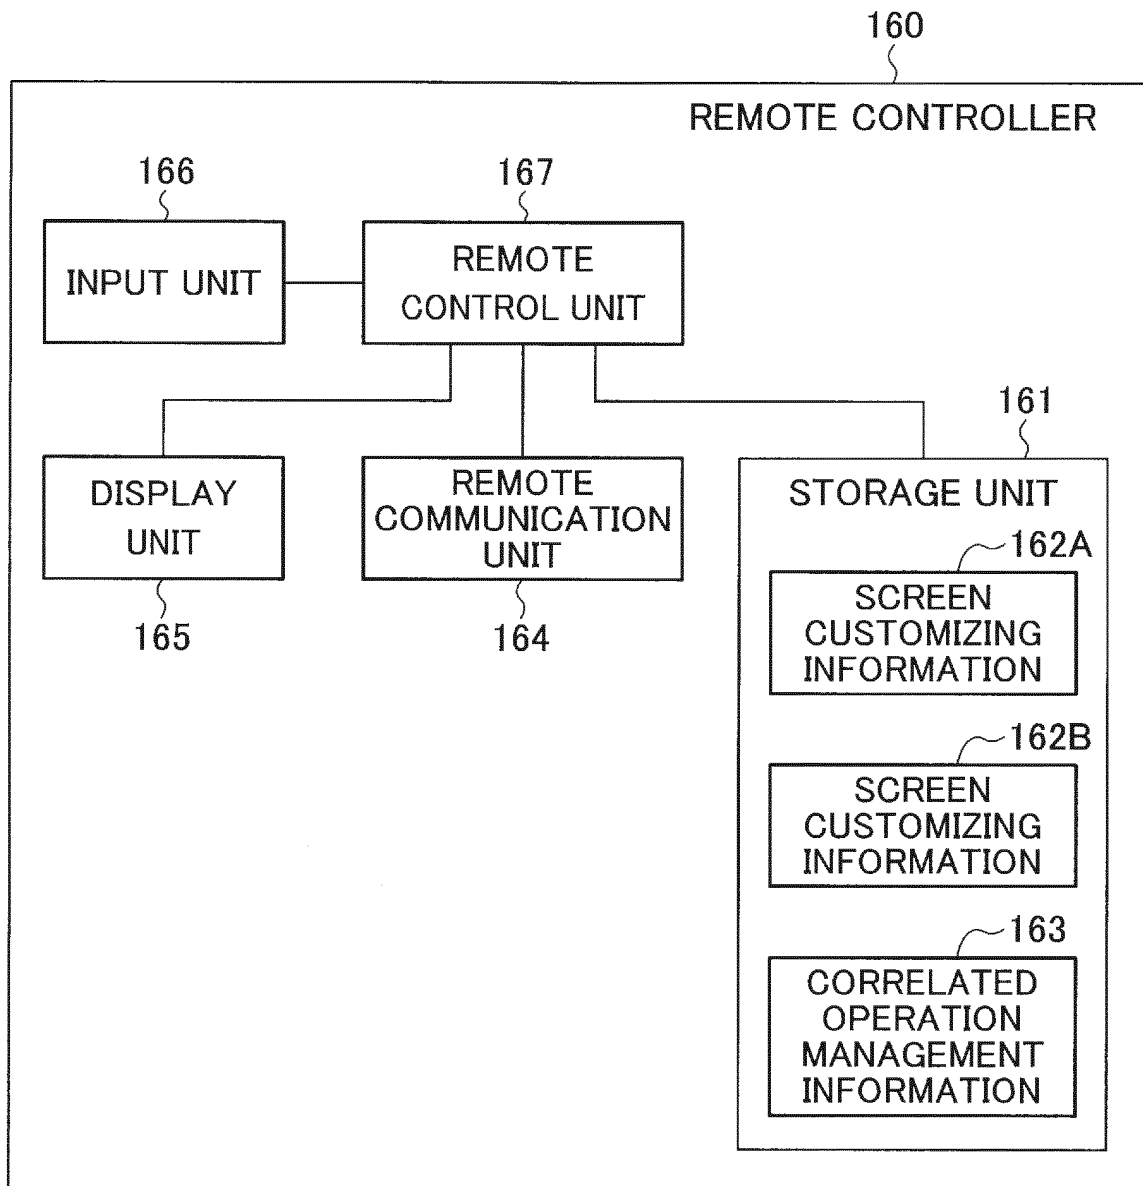 160
REMOTE CONTROLLER
166
167
INPUT UNIT
REMOTE
CONTROL UNIT
161
DISPLAY
UNIT
165
REMOTE
COMMUNICATION
UNIT
164
STORAGE UNIT
162A
SCREEN
CUSTOMIZING
INFORMATION
162B
SCREEN
CUSTOMIZING
INFORMATION
163
CORRELATED
OPERATION
MANAGEMENT
INFORMATION